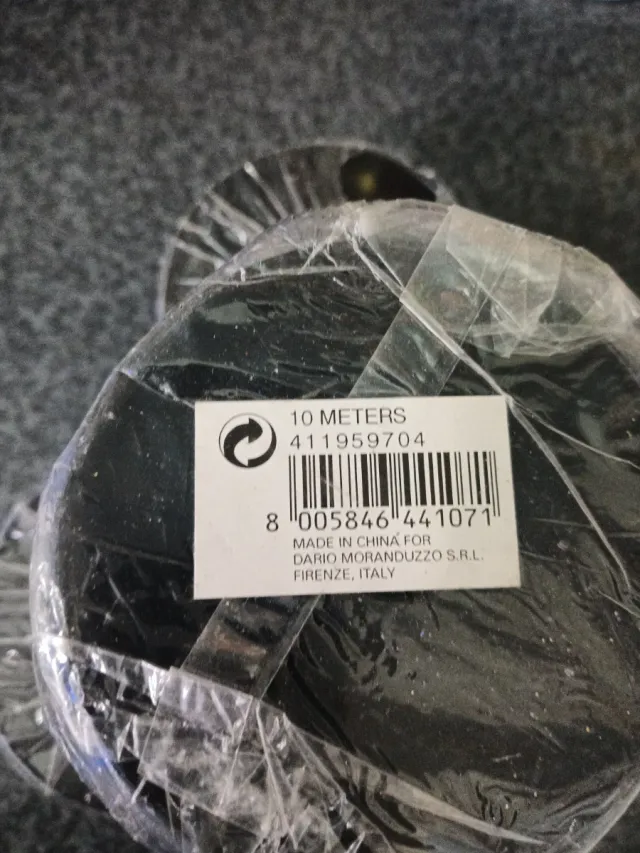 10 METERS
411959704
8 005846 441071
MADE IN CHINA FOR
DARIO MORANDUZZO S.R.L.
FIRENZE, ITALY